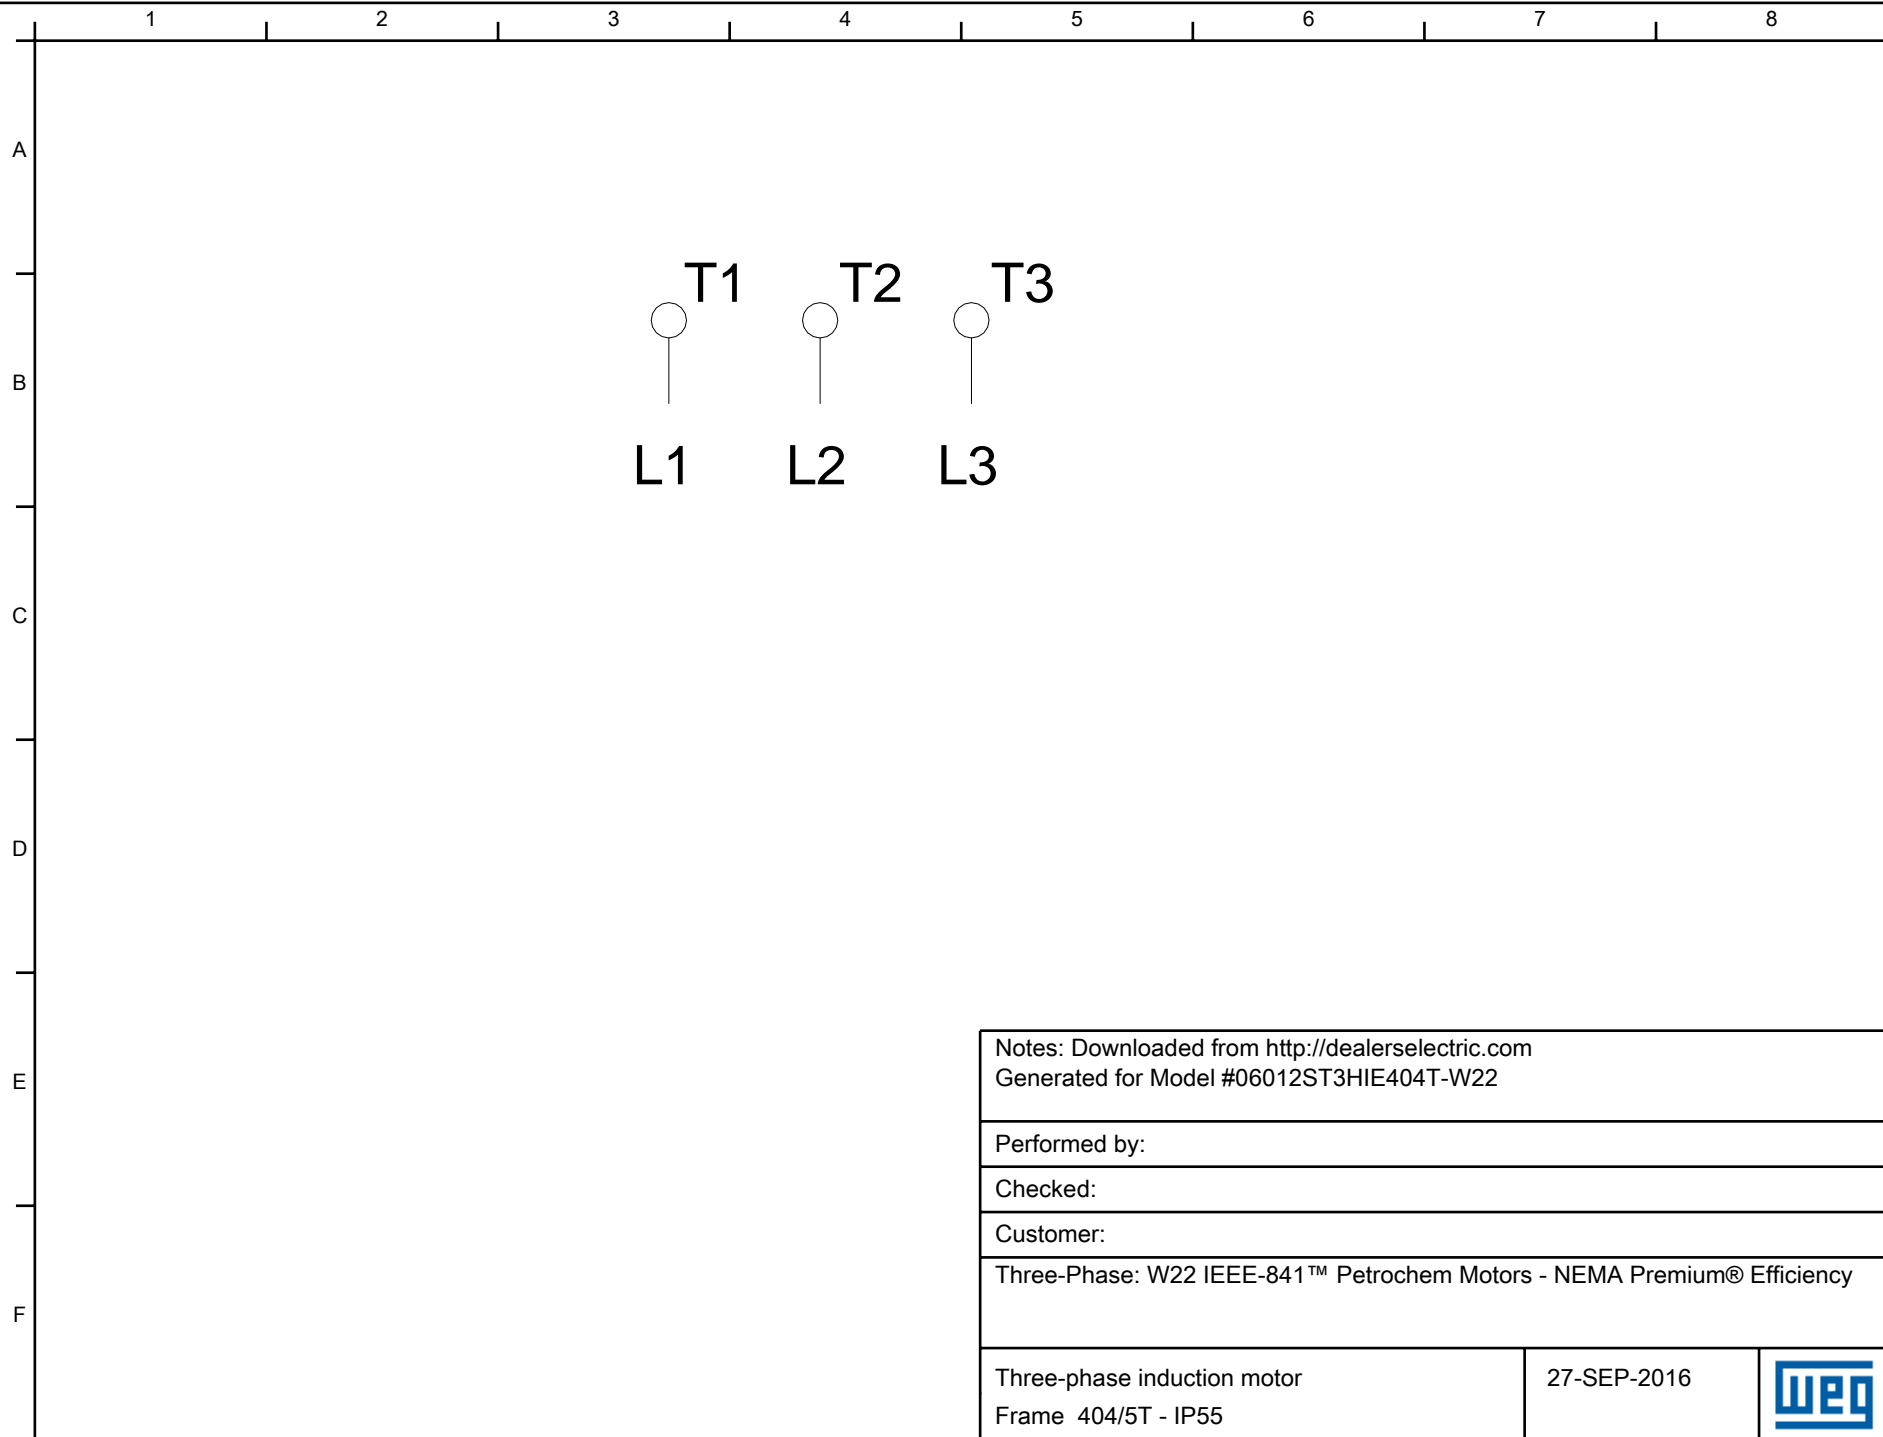 1 2 3 4 5 6 7 8
A
T1 T2 T3
B
L1 L2 L3
C
D
E
F
Notes: Downloaded from http://dealerselectric.com
Generated for Model #06012ST3HIE404T-W22
Performed by:
Checked:
Customer:
Three-Phase: W22 IEEE-841™ Petrochem Motors - NEMA Premium® Efficiency
Three-phase induction motor
Frame 404/5T - IP55
27-SEP-2016
weg